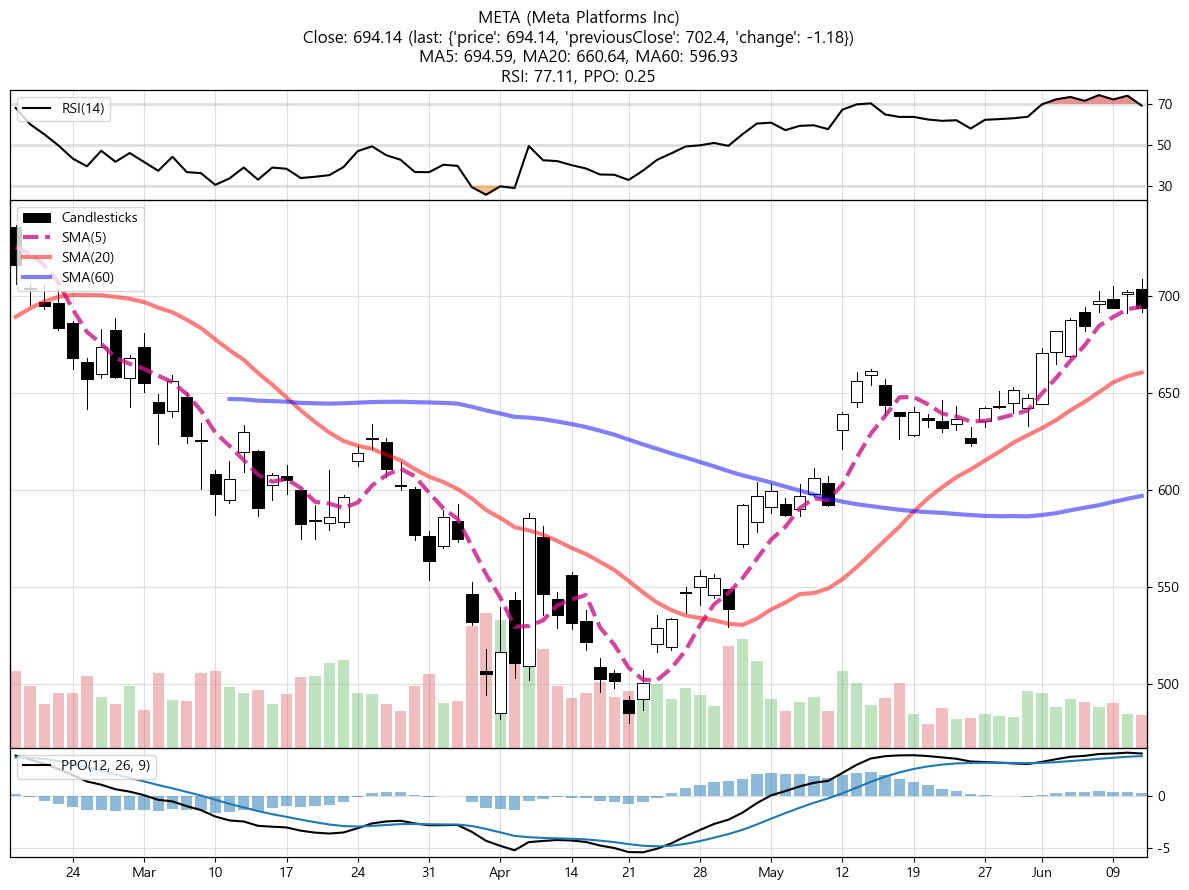 META (Meta Platforms Inc)
Close: 694.14 (last: {'price': 694.14, 'previousClose': 702.4, 'change': -1.18})
MA5: 694.59, MA20: 660.64, MA60: 596.93
RSI: 77.11, PPO: 0.25
RSI(14)
70
50
30
Candlesticks
SMA(5)
SMA(20)
SMA(60)
700
650
600
550
500
PPO(12, 26, 9)
0
-5
24 Mar 10 17 24 31 Apr 14 21 28 May 12 19 27 Jun 09